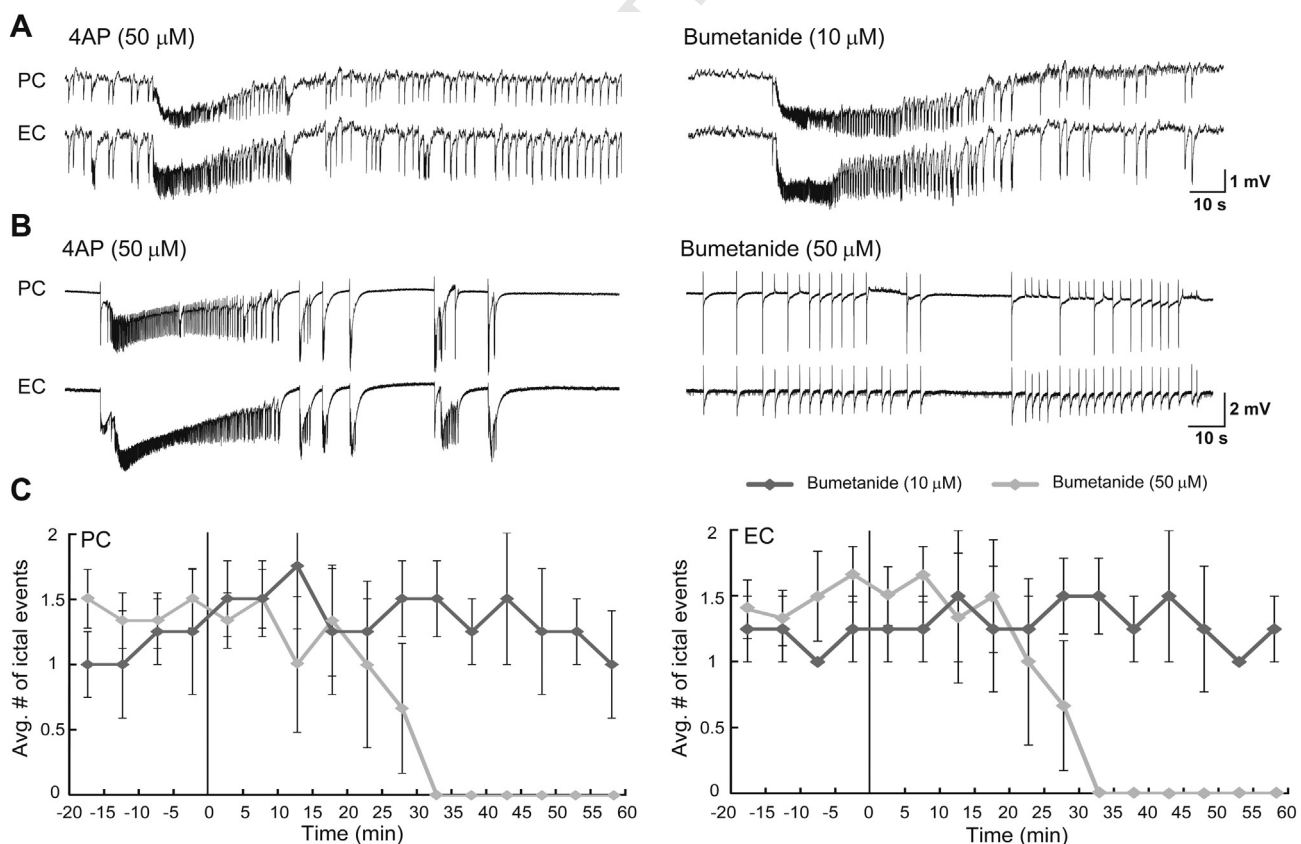 A
4AP (50 μM)
Bumetanide (10 μM)
PC
EC
1 mV
10 s
B
4AP (50 μM)
Bumetanide (50 μM)
PC
EC
2 mV
10 s
C
Bumetanide (10 μM)
Bumetanide (50 μM)
PC
Avg. # of ictal events
2
1.5
1
0.5
0
-20 -15 -10 -5 0 5 10 15 20 25 30 35 40 45 50 55 60
Time (min)
EC
Avg. # of ictal events
2
1.5
1
0.5
0
-20 -15 -10 -5 0 5 10 15 20 25 30 35 40 45 50 55 60
Time (min)